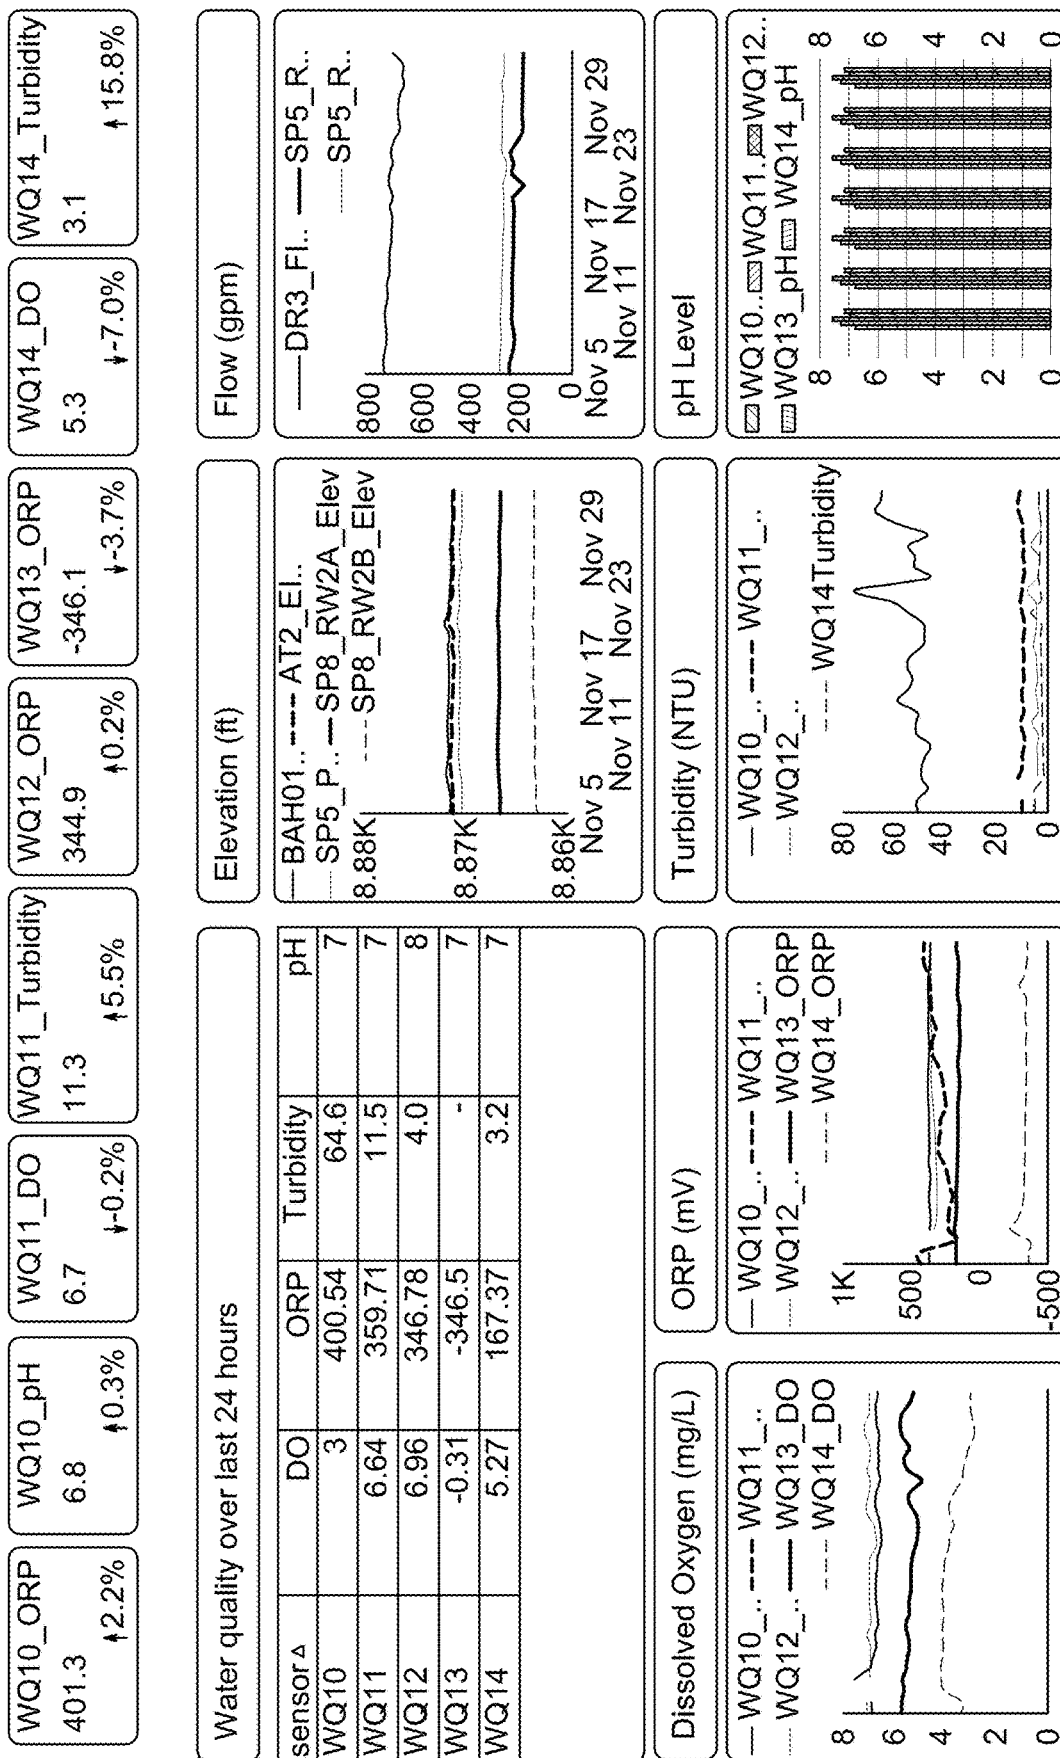 WQ10_ORP
401.3
↑2.2%
WQ10_pH
6.8
↑0.3%
WQ11_DO
6.7
↓-0.2%
WQ11_Turbidity
11.3
↑5.5%
WQ12_ORP
344.9
↑0.2%
WQ13_ORP
-346.1
↓-3.7%
WQ14_DO
5.3
↓-7.0%
WQ14_Turbidity
3.1
↑15.8%
Water quality over last 24 hours
sensor▵ DO ORP Turbidity pH
WQ10 3 400.54 64.6 7
WQ11 6.64 359.71 11.5 7
WQ12 6.96 346.78 4.0 8
WQ13 -0.31 -346.5 - 7
WQ14 5.27 167.37 3.2 7
Elevation (ft)
BAH01.. AT2_El..
SP5_P.. SP8_RW2A_Elev
SP8_RW2B_Elev
8.88K
8.87K
8.86K
Nov 5 Nov 17 Nov 29
Nov 11 Nov 23
Flow (gpm)
DR3_Fl.. SP5_R..
SP5_R..
800
600
400
200
0
Nov 5 Nov 17 Nov 29
Nov 11 Nov 23
Dissolved Oxygen (mg/L)
WQ10_.. WQ11_..
WQ12_.. WQ13_DO
WQ14_DO
8
6
4
2
0
ORP (mV)
WQ10_.. WQ11_..
WQ12_.. WQ13_ORP
WQ14_ORP
1K
500
0
-500
Turbidity (NTU)
WQ10_.. WQ11_..
WQ12_..
WQ14Turbidity
80
60
40
20
0
pH Level
WQ10.. WQ11.. WQ12..
WQ13_pH WQ14_pH
8 8
6 6
4 4
2 2
0 0